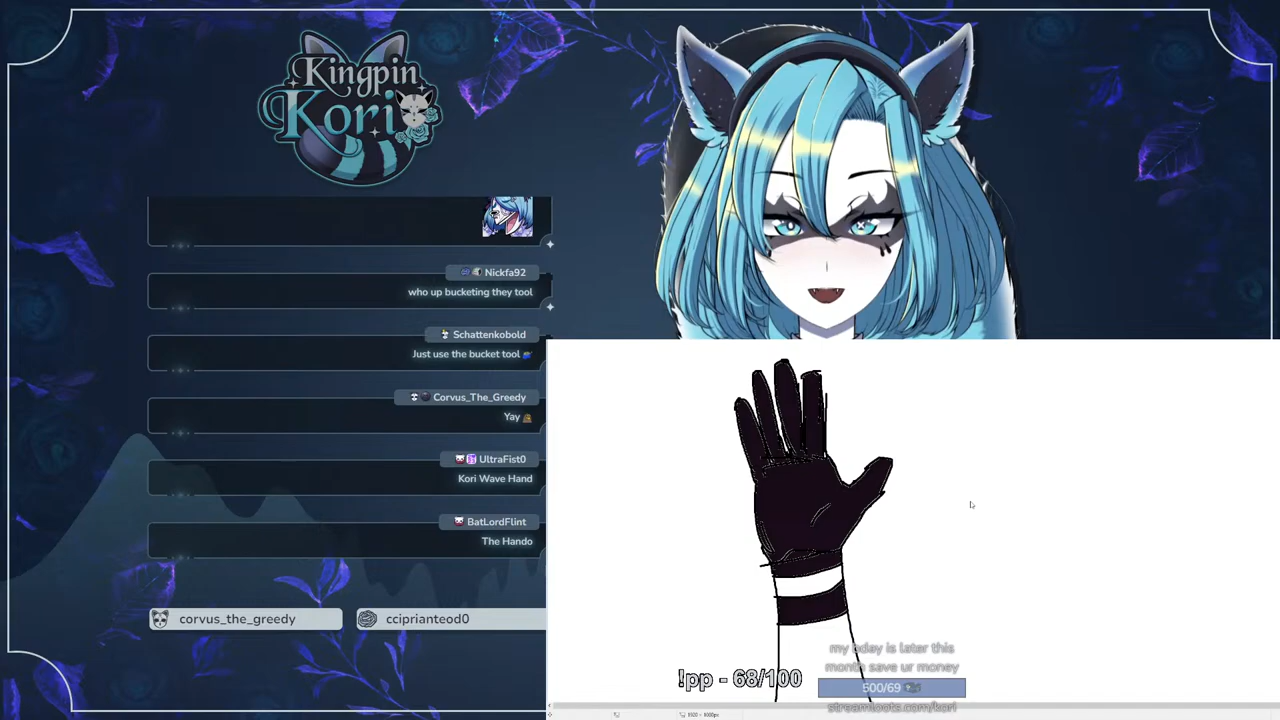 Kingpin
Kori
Nickfa92
who up bucketing they tool
Schattenkobold
Just use the bucket tool
Corvus_The_Greedy
Yay
UltraFist0
Kori Wave Hand
BatLordFlint
The Hando
corvus_the_greedy
cciprianteod0
!pp - 68/100
my bday is later this
month save ur money
500/69
streamloots.com/kori